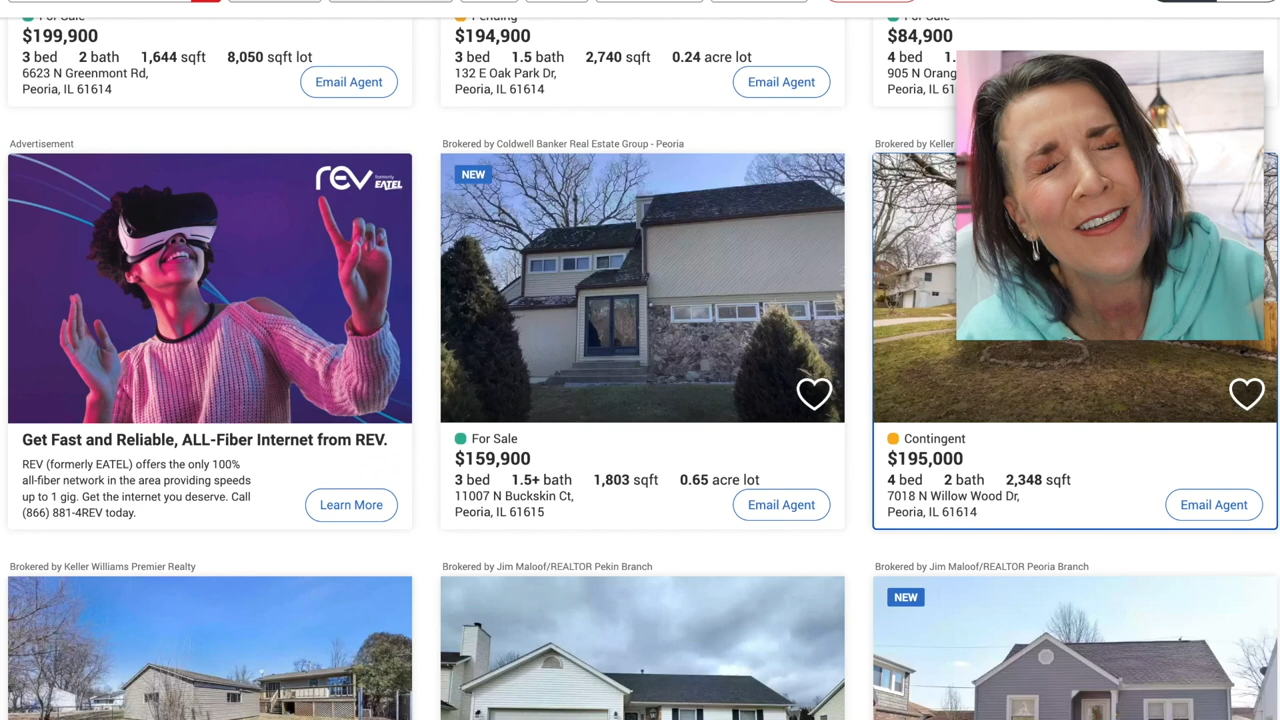 For Sale
$199,900
3 bed 2 bath 1,644 sqft 8,050 sqft lot
6623 N Greenmont Rd,
Peoria, IL 61614
Email Agent
Pending
$194,900
3 bed 1.5 bath 2,740 sqft 0.24 acre lot
132 E Oak Park Dr,
Peoria, IL 61614
Email Agent
For Sale
$84,900
4 bed 1.
905 N Orang
Peoria, IL 61
Advertisement
rev formerly EATEL
Get Fast and Reliable, ALL-Fiber Internet from REV.
REV (formerly EATEL) offers the only 100%
all-fiber network in the area providing speeds
up to 1 gig. Get the internet you deserve. Call
(866) 881-4REV today.
Learn More
Brokered by Coldwell Banker Real Estate Group - Peoria
NEW
For Sale
$159,900
3 bed 1.5+ bath 1,803 sqft 0.65 acre lot
11007 N Buckskin Ct,
Peoria, IL 61615
Email Agent
Brokered by Keller
Contingent
$195,000
4 bed 2 bath 2,348 sqft
7018 N Willow Wood Dr,
Peoria, IL 61614
Email Agent
Brokered by Keller Williams Premier Realty
Brokered by Jim Maloof/REALTOR Pekin Branch
Brokered by Jim Maloof/REALTOR Peoria Branch
NEW